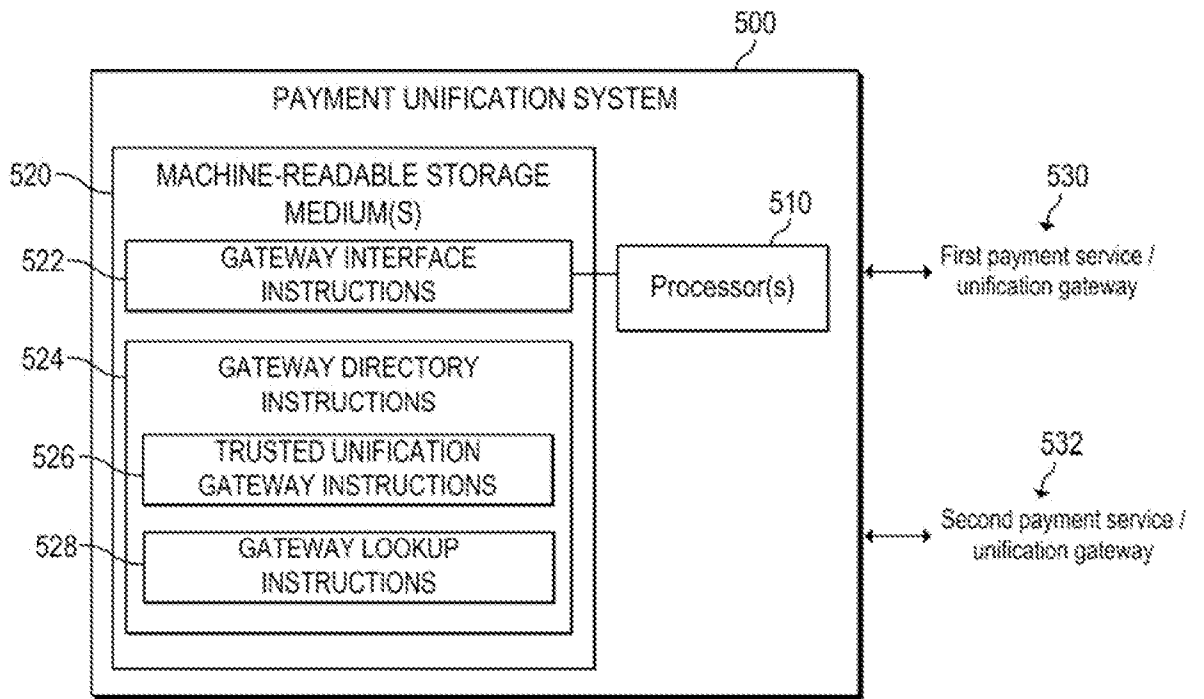 500
PAYMENT UNIFICATION SYSTEM
520
MACHINE-READABLE STORAGE
MEDIUM(S)
522
GATEWAY INTERFACE
INSTRUCTIONS
510
Processor(s)
530
First payment service /
unification gateway
524
GATEWAY DIRECTORY
INSTRUCTIONS
526
TRUSTED UNIFICATION
GATEWAY INSTRUCTIONS
528
GATEWAY LOOKUP
INSTRUCTIONS
532
Second payment service /
unification gateway